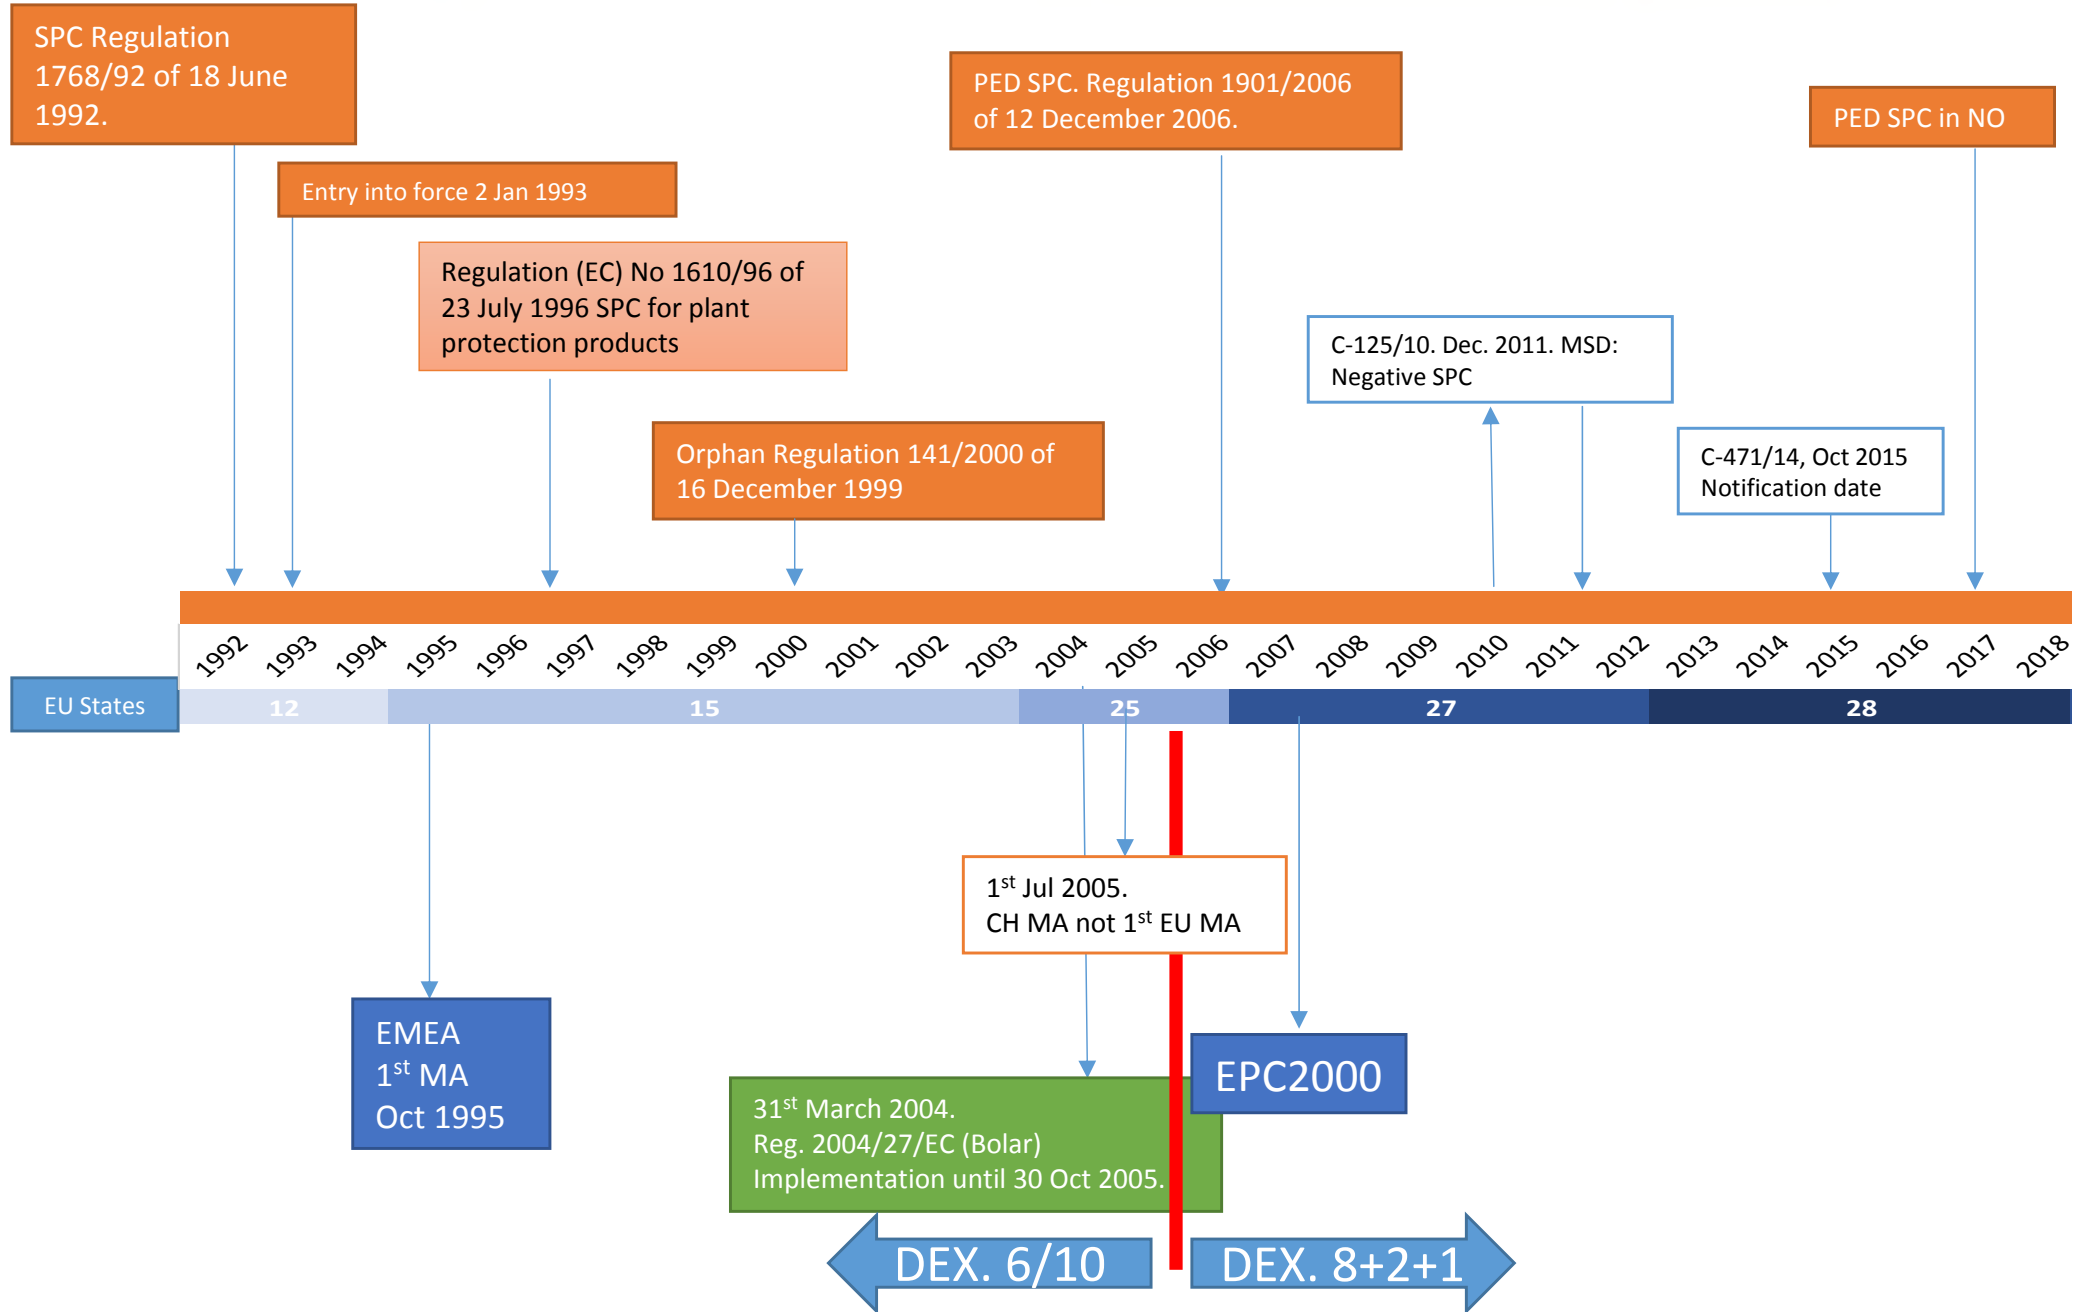 SPC Regulation
1768/92 of 18 June
1992.
PED SPC. Regulation 1901/2006
of 12 December 2006.
PED SPC in NO
Entry into force 2 Jan 1993
Regulation (EC) No 1610/96 of
23 July 1996 SPC for plant
protection products
C-125/10. Dec. 2011. MSD:
Negative SPC
Orphan Regulation 141/2000 of
16 December 1999
C-471/14, Oct 2015
Notification date
1992 1993 1994 1995 1996 1997 1998 1999 2000 2001 2002 2003 2004 2005 2006 2007 2008 2009 2010 2011 2012 2013 2014 2015 2016 2017 2018
EU States 12 15 25 27 28
1st Jul 2005.
CH MA not 1st EU MA
EMEA
1st MA
Oct 1995
EPC2000
31st March 2004.
Reg. 2004/27/EC (Bolar)
Implementation until 30 Oct 2005.
DEX. 6/10 DEX. 8+2+1